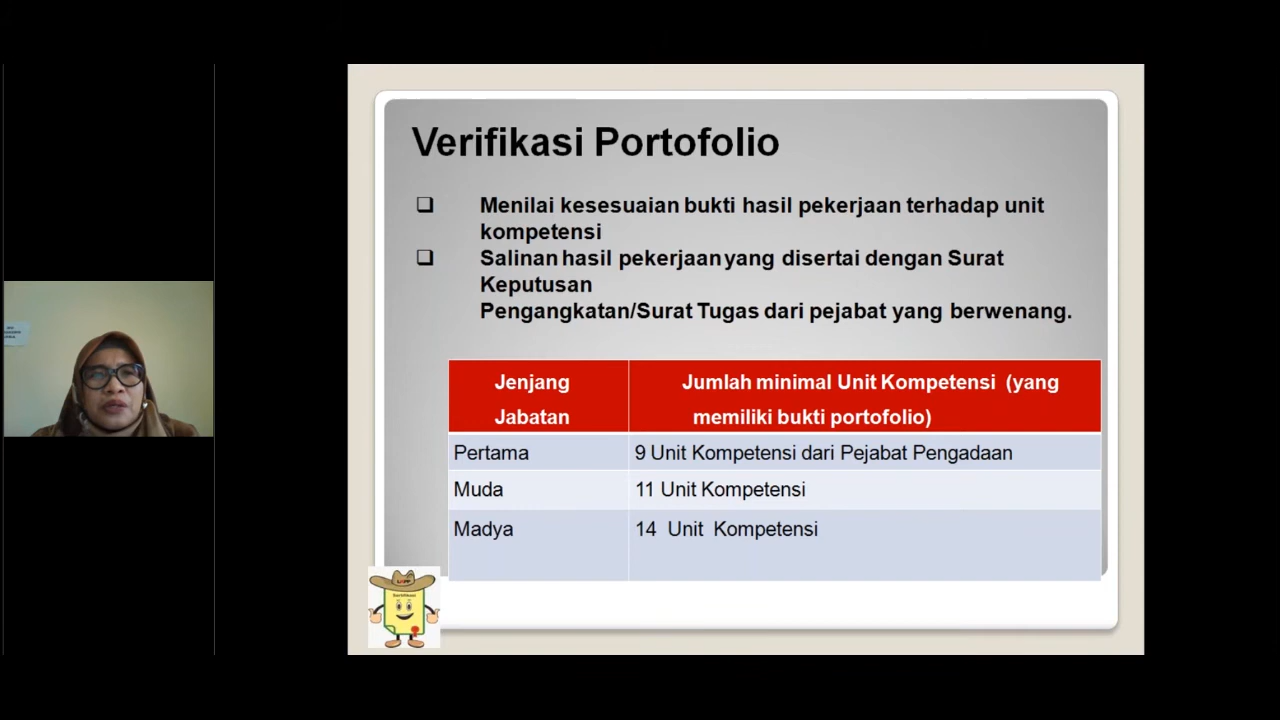 Verifikasi Portofolio
❑ Menilai kesesuaian bukti hasil pekerjaan terhadap unit
kompetensi
❑ Salinan hasil pekerjaan yang disertai dengan Surat
Keputusan
Pengangkatan/Surat Tugas dari pejabat yang berwenang.
Jenjang Jabatan
Jumlah minimal Unit Kompetensi (yang
memiliki bukti portofolio)
Pertama
9 Unit Kompetensi dari Pejabat Pengadaan
Muda
11 Unit Kompetensi
Madya
14 Unit Kompetensi
LKPP
Sertifikasi